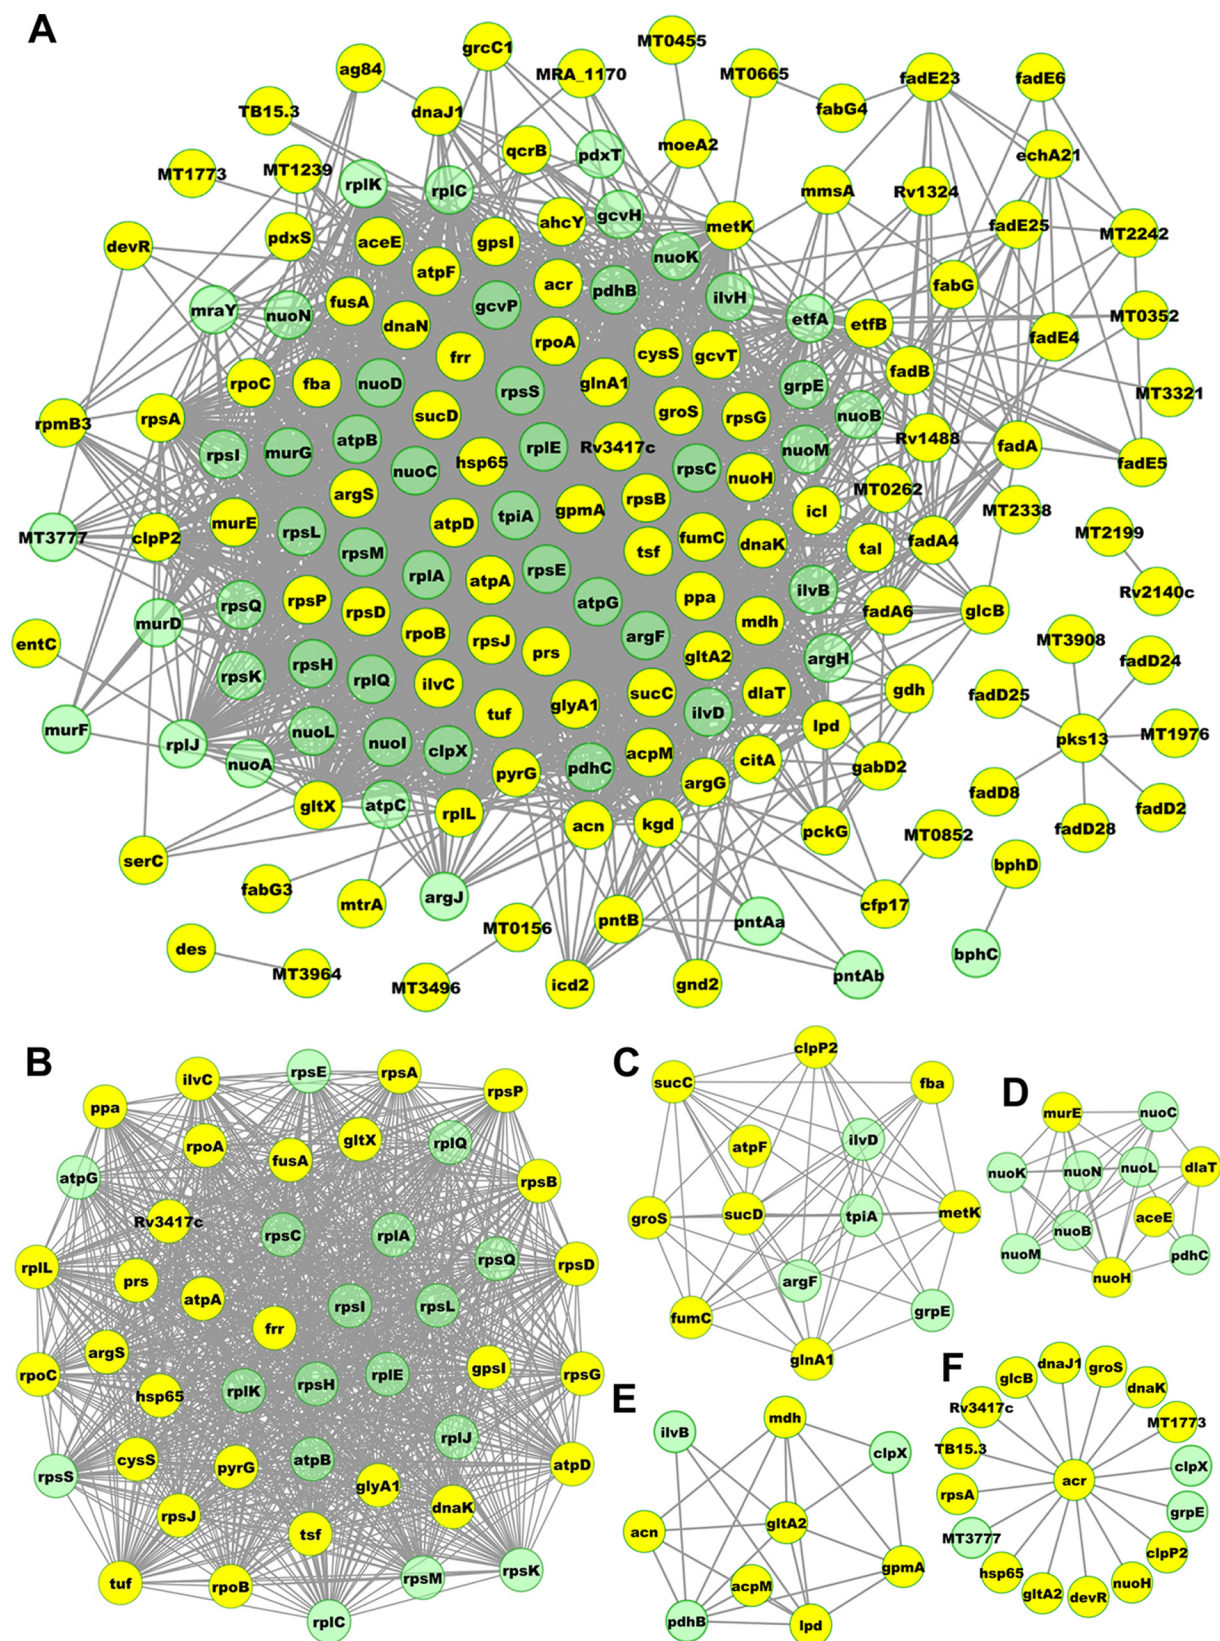 A
grcC1
MT0455
ag84
MRA_1170
MT0665
fadE23
fadE6
TB15.3
dnaJ1
fabG4
qcrB
pdxT
moeA2
echA21
MT1773
MT1239
rplK
rplC
mmsA
Rv1324
gcvH
ahcY
metK
fadE25
MT2242
devR
pdxS
aceE
gpsI
nuoK
atpF
acr
pdhB
ilvH
fabG
mraY
nuoN
fusA
gcvP
dnaN
etfA
etfB
MT0352
fadE4
rpoA
frr
cysS
gcvT
rpoC
fba
nuoD
rpsS
glnA1
grpE
fadB
MT3321
rpmB3
rpsA
sucD
groS
rpsG
nuoB
atpB
rpsI
murG
nuoC
hsp65
rplE
Rv3417c
rpsC
nuoM
Rv1488
fadA
fadE5
nuoH
argS
rpsB
MT0262
icl
MT2338
MT3777
clpP2
murE
rpsL
atpD
tpiA
gpmA
rpsM
tsf
fumC
dnaK
tal
fadA4
MT2199
rplA
atpA
rpsE
Rv2140c
rpsQ
rpsP
rpsD
atpG
ppa
ilvB
fadA6
glcB
murD
rpoB
rpsJ
prs
argF
mdh
MT3908
entC
rpsH
rpsK
rplQ
ilvC
gltA2
argH
fadD24
fadD25
sucC
dlaT
gdh
glyA1
murF
rplJ
nuoL
tuf
ilvD
lpd
pks13
MT1976
nuoI
clpX
nuoA
pyrG
pdhC
acpM
citA
gabD2
argG
fadD8
fadD2
gltX
atpC
rplL
acn
kgd
pckG
MT0852
fadD28
serC
bphD
fabG3
mtrA
argJ
cfp17
MT0156
pntB
pntAa
des
MT3964
bphC
MT3496
icd2
gnd2
pntAb
B
ilvC
rpsE
rpsA
rpsP
ppa
rpoA
fusA
gltX
rplQ
atpG
rpsB
Rv3417c
rpsC
rplA
rpsQ
rplL
prs
rpsD
atpA
rpsI
rpsL
frr
argS
rpoC
hsp65
rplK
rpsH
rplE
gpsI
rpsG
rplJ
cysS
pyrG
atpB
atpD
rpsS
glyA1
dnaK
rpsJ
tsf
tuf
rpoB
rpsM
rpsK
rplC
C
clpP2
sucC
fba
atpF
ilvD
groS
sucD
tpiA
metK
argF
grpE
fumC
glnA1
D
murE
nuoC
nuoK
nuoN
nuoL
dlaT
aceE
nuoB
nuoM
pdhC
nuoH
E
mdh
ilvB
clpX
acn
gltA2
gpmA
acpM
pdhB
lpd
F
dnaJ1
groS
glcB
dnaK
Rv3417c
MT1773
TB15.3
clpX
acr
rpsA
grpE
MT3777
clpP2
hsp65
nuoH
gltA2
devR